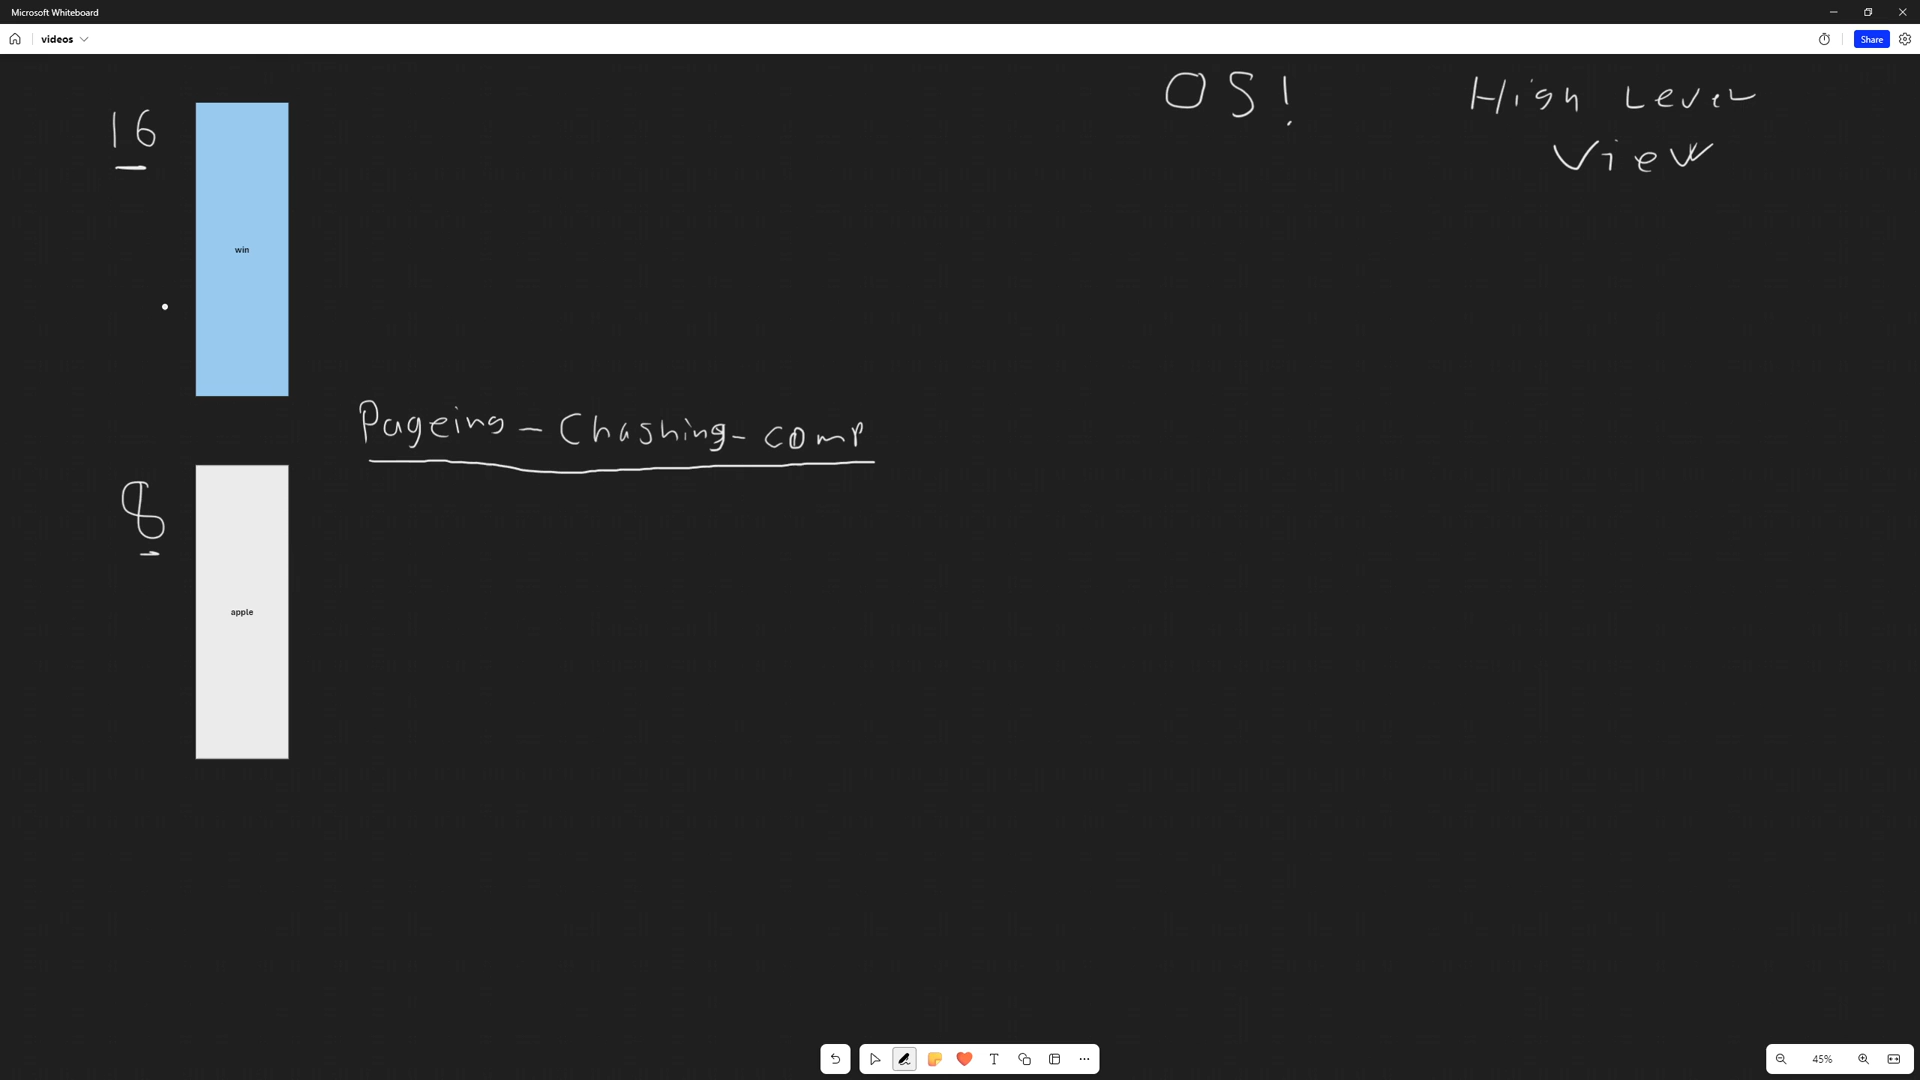 Microsoft Whiteboard
videos
Share
OS!
High Level
View
16
win
Pageing - Chashing - comp
8
apple
45%